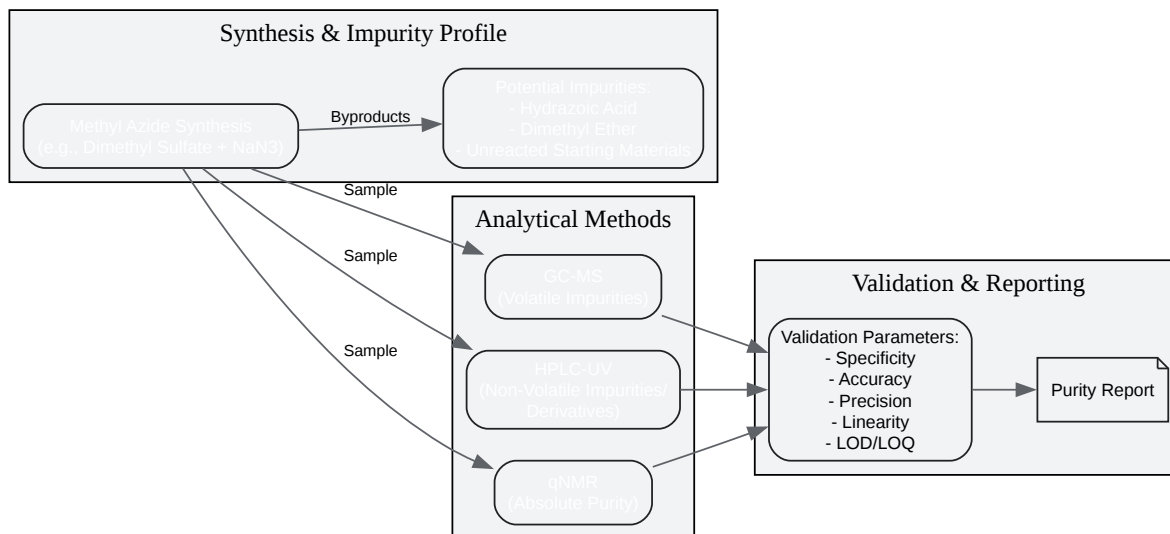 Synthesis & Impurity Profile
Methyl Azide Synthesis
(e.g., Dimethyl Sulfate + NaN3)
Byproducts
Potential Impurities:
- Hydrazoic Acid
- Dimethyl Ether
- Unreacted Starting Materials
Sample
Sample
Sample
Analytical Methods
GC-MS
(Volatile Impurities)
HPLC-UV
(Non-Volatile Impurities/
Derivatives)
qNMR
(Absolute Purity)
Validation & Reporting
Validation Parameters:
- Specificity
- Accuracy
- Precision
- Linearity
- LOD/LOQ
Purity Report